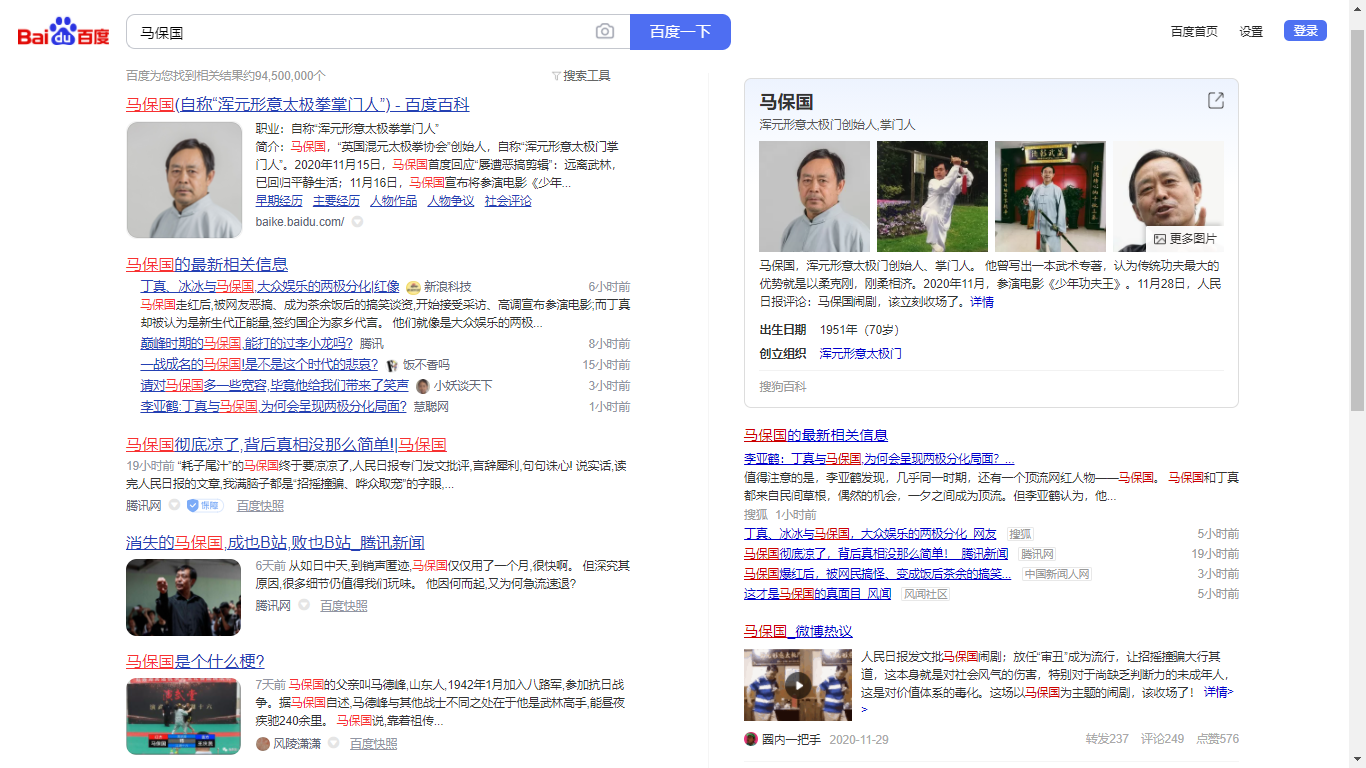 Bai du 百度
马保国
百度一下
百度首页 设置 登录
百度为您找到相关结果约94,500,000个
搜索工具
马保国(自称“浑元形意太极拳掌门人”) - 百度百科
职业：自称“浑元形意太极拳掌门人”
简介：马保国，“英国混元太极拳协会”创始人，自称“浑元形意太极门掌
门人”。2020年11月15日，马保国首度回应“屡遭恶搞剪辑”：远离武林，
已回归平静生活；11月16日，马保国宣布将参演电影《少年...
早期经历 主要经历 人物作品 人物争议 社会评论
baike.baidu.com/
马保国的最新相关信息
丁真、冰冰与马保国,大众娱乐的两极分化|红像 新浪科技 6小时前
马保国走红后,被网友恶搞、成为茶余饭后的搞笑谈资,开始接受采访、高调宣布参演电影;而丁真
却被认为是新生代正能量,签约国企为家乡代言。 他们就像是大众娱乐的两极...
巅峰时期的马保国,能打的过李小龙吗? 腾讯 8小时前
一战成名的马保国!是不是这个时代的悲哀? 饭不香吗 15小时前
请对马保国多一些宽容,毕竟他给我们带来了笑声 小妖谈天下 3小时前
李亚鹤:丁真与马保国,为何会呈现两极分化局面? 慧聪网 1小时前
马保国彻底凉了,背后真相没那么简单!|马保国
19小时前 “耗子尾汁”的马保国终于要凉凉了,人民日报专门发文批评,言辞犀利,句句诛心! 说实话,读
完人民日报的文章,我满脑子都是“招摇撞骗、哗众取宠”的字眼,...
腾讯网 保障 百度快照
消失的马保国,成也B站,败也B站_腾讯新闻
6天前 从如日中天,到销声匿迹,马保国仅仅用了一个月,很快啊。 但深究其
原因,很多细节仍值得我们玩味。 他因何而起,又为何急流速退?
腾讯网 百度快照
马保国是个什么梗?
7天前 马保国的父亲叫马德峰,山东人,1942年1月加入八路军,参加抗日战
争。据马保国自述,马德峰与其他战士不同之处在于他是武林高手,能昼夜
疾驰240余里。 马保国说,靠着祖传...
风陵潇潇 百度快照
马保国
浑元形意太极门创始人,掌门人
更多图片
马保国，浑元形意太极门创始人、掌门人。 他曾写出一本武术专著，认为传统功夫最大的
优势就是以柔克刚，刚柔相济。2020年11月，参演电影《少年功夫王》。11月28日，人民
日报评论：马保国闹剧，该立刻收场了。详情
出生日期 1951年（70岁）
创立组织 浑元形意太极门
搜狗百科
马保国的最新相关信息
李亚鹤：丁真与马保国,为何会呈现两极分化局面？...
值得注意的是，李亚鹤发现，几乎同一时期，还有一个顶流网红人物——马保国。 马保国和丁真
都来自民间草根，偶然的机会，一夕之间成为顶流。但李亚鹤认为，他...
搜狐 1小时前
丁真、冰冰与马保国，大众娱乐的两极分化_网友 搜狐 5小时前
马保国彻底凉了，背后真相没那么简单！_腾讯新闻 腾讯网 19小时前
马保国爆红后，被网民搞怪、变成饭后茶余的搞笑... 中国新闻人网 3小时前
这才是马保国的真面目_风闻 风闻社区 5小时前
马保国_微博热议
人民日报发文批马保国闹剧；放任“审丑”成为流行，让招摇撞骗大行其
道，这本身就是对社会风气的伤害，特别对于尚缺乏判断力的未成年人，
这是对价值体系的毒化。这场以马保国为主题的闹剧，该收场了！ 详情>
>
圈内一把手 2020-11-29 转发237 评论249 点赞576